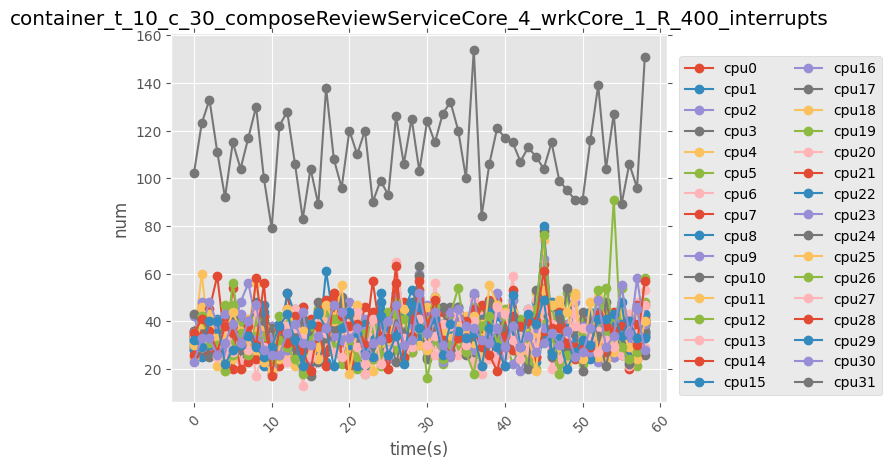 container_t_10_c_30_composeReviewServiceCore_4_wrkCore_1_R_400_interrupts
160
140
120
100
80
60
40
20
num
0
10
20
30
40
50
60
time(s)
cpu0
cpu1
cpu2
cpu3
cpu4
cpu5
cpu6
cpu7
cpu8
cpu9
cpu10
cpu11
cpu12
cpu13
cpu14
cpu15
cpu16
cpu17
cpu18
cpu19
cpu20
cpu21
cpu22
cpu23
cpu24
cpu25
cpu26
cpu27
cpu28
cpu29
cpu30
cpu31